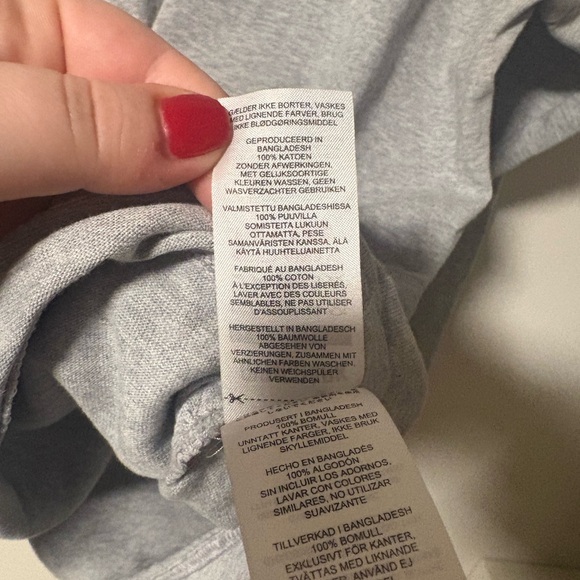 GÆLDER IKKE BORTER, VASKES
MED LIGNENDE FARVER, BRUG
IKKE BLØDGØRINGSMIDDEL
GEPRODUCEERD IN
BANGLADESH
100% KATOEN
ZONDER AFWERKINGEN,
MET GELIJKSOORTIGE
KLEUREN WASSEN, GEEN
WASVERZACHTER GEBRUIKEN
VALMISTETTU BANGLADESHISSA
100% PUUVILLA
SOMISTEITA LUKUUN
OTTAMATTA, PESE
SAMANVÄRISTEN KANSSA, ÄLÄ
KÄYTÄ HUUHTELUAINETTA
FABRIQUÉ AU BANGLADESH
100% COTON
À L'EXCEPTION DES LISERÉS,
LAVER AVEC DES COULEURS
SEMBLABLES, NE PAS UTILISER
D'ASSOUPLISSANT
HERGESTELLT IN BANGLADESCH
100% BAUMWOLLE
ABGESEHEN VON
VERZIERUNGEN, ZUSAMMEN MIT
ÄHNLICHEN FARBEN WASCHEN,
KEINEN WEICHSPÜLER
VERWENDEN
PRODUSERT I BANGLADESH
100% BOMULL
UNNTATT KANTER, VASKES MED
LIGNENDE FARGER, IKKE BRUK
SKYLLEMIDDEL
HECHO EN BANGLADÉS
100% ALGODÓN
SIN INCLUIR LOS ADORNOS,
LAVAR CON COLORES
SIMILARES, NO UTILIZAR
SUAVIZANTE
TILLVERKAD I BANGLADESH
100% BOMULL
EXKLUSIVT FÖR KANTER,
TVÄTTAS MED LIKNANDE
ANVÄND EJ